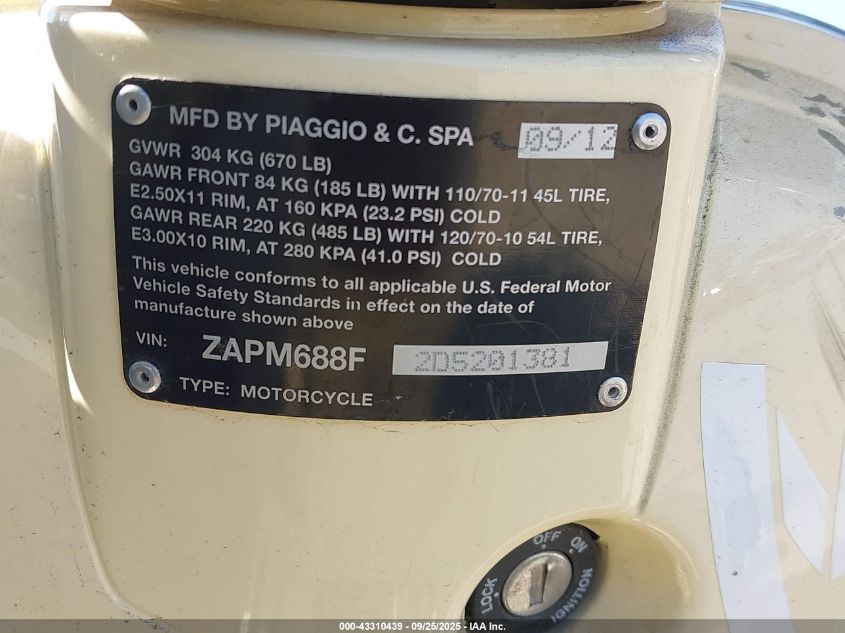 MFD BY PIAGGIO & C. SPA 09/12
GVWR 304 KG (670 LB)
GAWR FRONT 84 KG (185 LB) WITH 110/70-11 45L TIRE,
E2.50X11 RIM, AT 160 KPA (23.2 PSI) COLD
GAWR REAR 220 KG (485 LB) WITH 120/70-10 54L TIRE,
E3.00X10 RIM, AT 280 KPA (41.0 PSI) COLD
This vehicle conforms to all applicable U.S. Federal Motor
Vehicle Safety Standards in effect on the date of
manufacture shown above
VIN: ZAPM688F 2D5201381
TYPE: MOTORCYCLE
LOCK OFF ON IGNITION
000-43310439 - 09/25/2025 - IAA Inc.